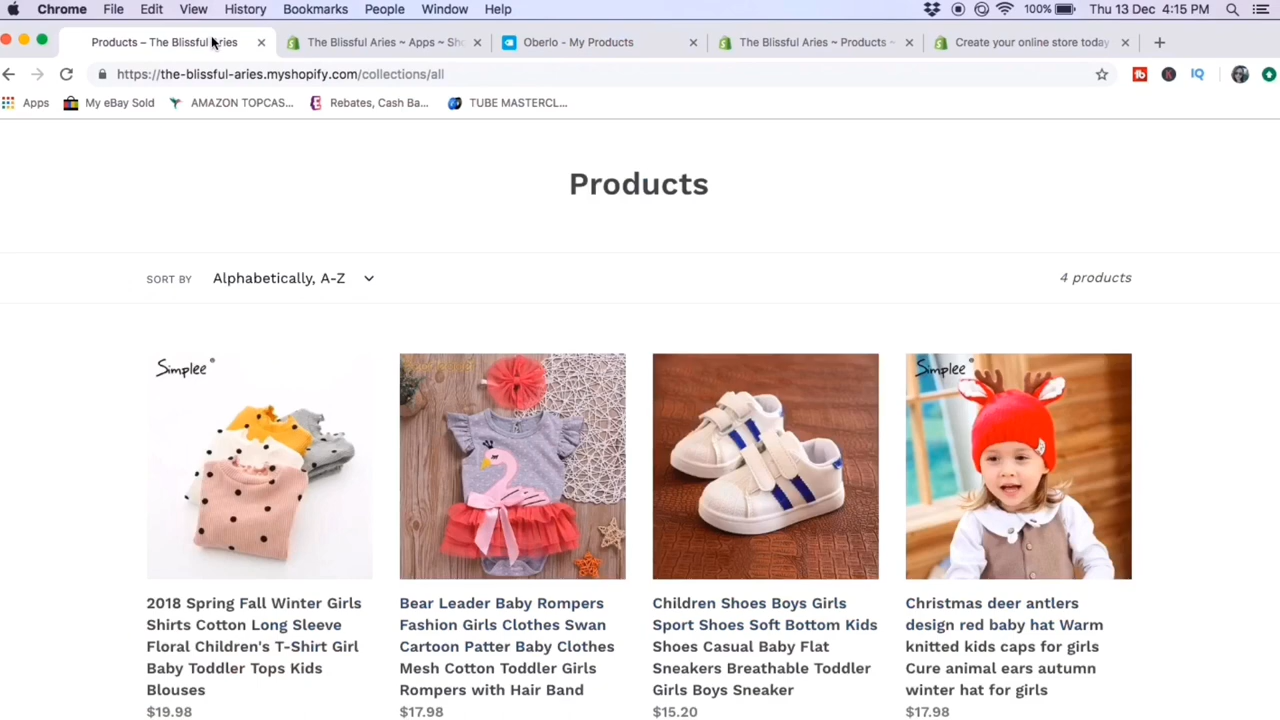 Chrome File Edit View History Bookmarks People Window Help 100% Thu 13 Dec 4:15 PM
Products – The Blissful Aries The Blissful Aries ~ Apps ~ Sho Oberlo - My Products The Blissful Aries ~ Products ~ Create your online store today
https://the-blissful-aries.myshopify.com/collections/all
Apps My eBay Sold AMAZON TOPCAS... Rebates, Cash Ba... TUBE MASTERCL...
Products
SORT BY Alphabetically, A-Z 4 products
Simplee
Simplee
2018 Spring Fall Winter Girls
Shirts Cotton Long Sleeve
Floral Children's T-Shirt Girl
Baby Toddler Tops Kids
Blouses
$19.98
Bear Leader Baby Rompers
Fashion Girls Clothes Swan
Cartoon Patter Baby Clothes
Mesh Cotton Toddler Girls
Rompers with Hair Band
$17.98
Children Shoes Boys Girls
Sport Shoes Soft Bottom Kids
Shoes Casual Baby Flat
Sneakers Breathable Toddler
Girls Boys Sneaker
$15.20
Christmas deer antlers
design red baby hat Warm
knitted kids caps for girls
Cure animal ears autumn
winter hat for girls
$17.98